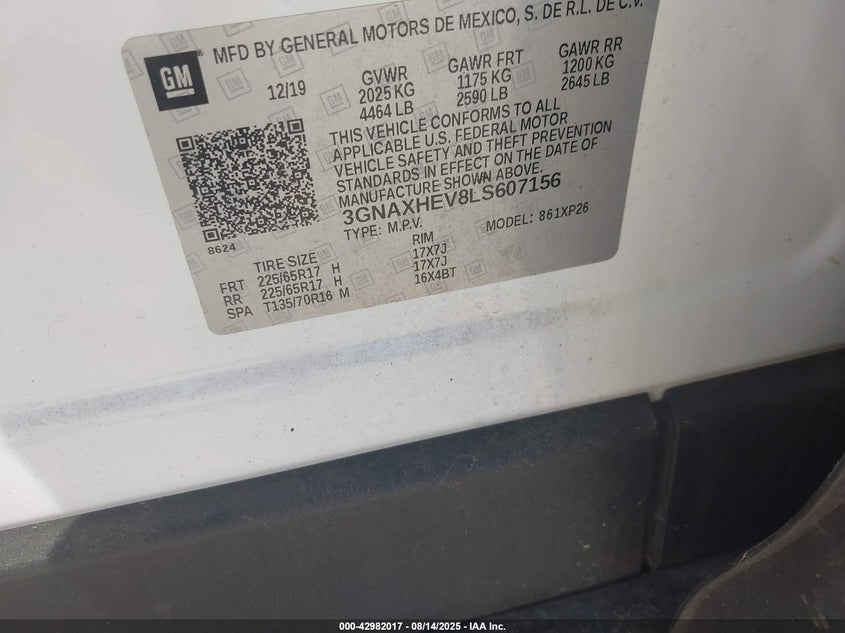 MFD BY GENERAL MOTORS DE MEXICO, S. DE R.L. DE C.V.
GM
12/19
GVWR
2025 KG
4464 LB
GAWR FRT
1175 KG
2590 LB
GAWR RR
1200 KG
2645 LB
THIS VEHICLE CONFORMS TO ALL
APPLICABLE U.S. FEDERAL MOTOR
VEHICLE SAFETY AND THEFT PREVENTION
STANDARDS IN EFFECT ON THE DATE OF
MANUFACTURE SHOWN ABOVE.
3GNAXHEV8LS607156
TYPE: M.P.V. MODEL: 861XP26
8624
TIRE SIZE RIM
FRT 225/65R17 H 17X7J
RR 225/65R17 H 17X7J
SPA T135/70R16 M 16X4BT
000-42982017 - 08/14/2025 - IAA Inc.